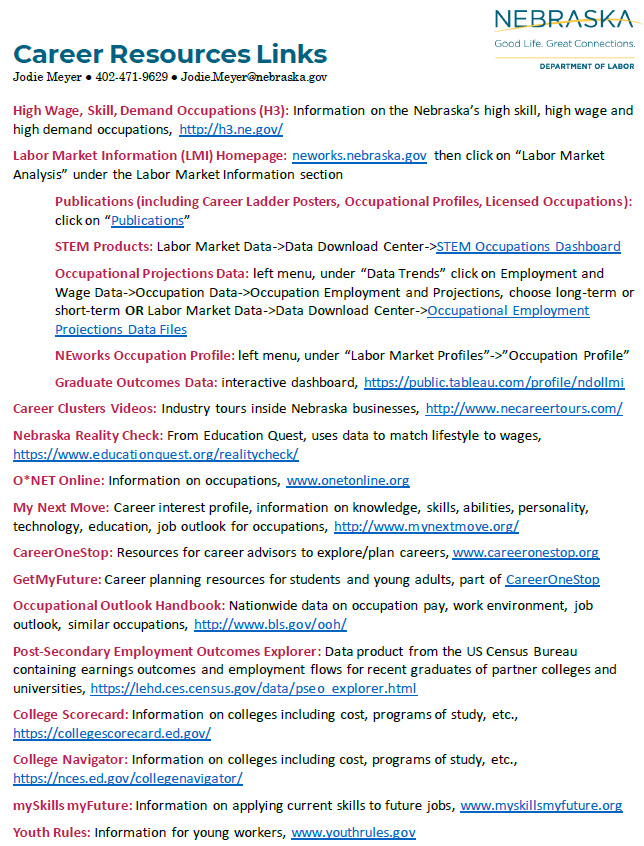 NEBRASKA
Good Life. Great Connections.
DEPARTMENT OF LABOR
Career Resources Links
Jodie Meyer ● 402-471-9629 ● Jodie.Meyer@nebraska.gov
High Wage, Skill, Demand Occupations (H3): Information on the Nebraska's high skill, high wage and
high demand occupations, http://h3.ne.gov/
Labor Market Information (LMI) Homepage: neworks.nebraska.gov then click on “Labor Market
Analysis” under the Labor Market Information section
Publications (including Career Ladder Posters, Occupational Profiles, Licensed Occupations):
click on “Publications”
STEM Products: Labor Market Data->Data Download Center->STEM Occupations Dashboard
Occupational Projections Data: left menu, under “Data Trends” click on Employment and
Wage Data->Occupation Data->Occupation Employment and Projections, choose long-term or
short-term OR Labor Market Data->Data Download Center->Occupational Employment
Projections Data Files
NEworks Occupation Profile: left menu, under “Labor Market Profiles”->”Occupation Profile”
Graduate Outcomes Data: interactive dashboard, https://public.tableau.com/profile/ndollmi
Career Clusters Videos: Industry tours inside Nebraska businesses, http://www.necareertours.com/
Nebraska Reality Check: From Education Quest, uses data to match lifestyle to wages,
https://www.educationquest.org/realitycheck/
O*NET Online: Information on occupations, www.onetonline.org
My Next Move: Career interest profile, information on knowledge, skills, abilities, personality,
technology, education, job outlook for occupations, http://www.mynextmove.org/
CareerOneStop: Resources for career advisors to explore/plan careers, www.careeronestop.org
GetMyFuture: Career planning resources for students and young adults, part of CareerOneStop
Occupational Outlook Handbook: Nationwide data on occupation pay, work environment, job
outlook, similar occupations, http://www.bls.gov/ooh/
Post-Secondary Employment Outcomes Explorer: Data product from the US Census Bureau
containing earnings outcomes and employment flows for recent graduates of partner colleges and
universities, https://lehd.ces.census.gov/data/pseo_explorer.html
College Scorecard: Information on colleges including cost, programs of study, etc.,
https://collegescorecard.ed.gov/
College Navigator: Information on colleges including cost, programs of study, etc.,
https://nces.ed.gov/collegenavigator/
mySkills myFuture: Information on applying current skills to future jobs, www.myskillsmyfuture.org
Youth Rules: Information for young workers, www.youthrules.gov